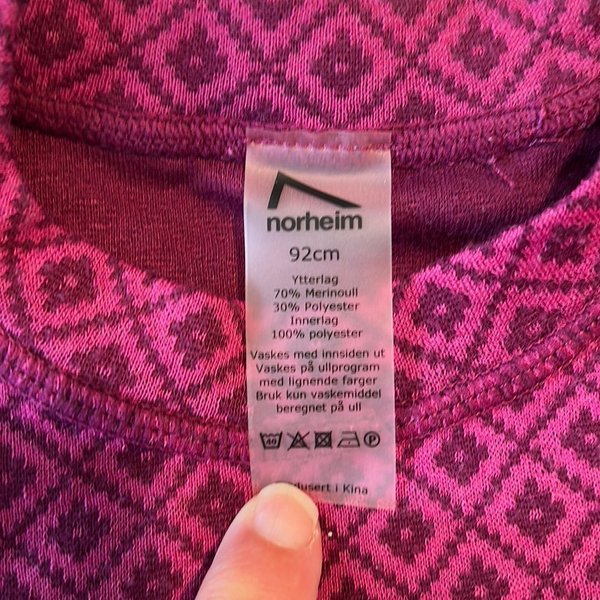 norheim
92cm
Ytterlag
70% Merinoull
30% Polyester
Innerlag
100% polyester
Vaskes med innsiden ut
Vaskes på ullprogram
med lignende farger
Bruk kun vaskemiddel
beregnet på ull
40 P
i Kina